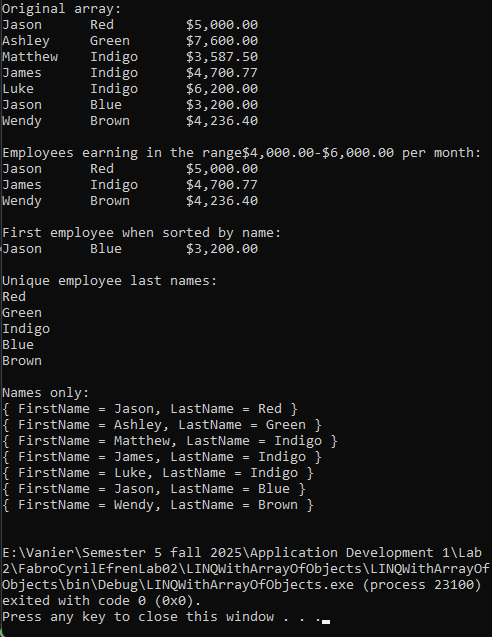 Original array:
Jason      Red         $5,000.00
Ashley     Green       $7,600.00
Matthew    Indigo      $3,587.50
James      Indigo      $4,700.77
Luke       Indigo      $6,200.00
Jason      Blue        $3,200.00
Wendy      Brown       $4,236.40

Employees earning in the range$4,000.00-$6,000.00 per month:
Jason      Red         $5,000.00
James      Indigo      $4,700.77
Wendy      Brown       $4,236.40

First employee when sorted by name:
Jason      Blue        $3,200.00

Unique employee last names:
Red
Green
Indigo
Blue
Brown

Names only:
{ FirstName = Jason, LastName = Red }
{ FirstName = Ashley, LastName = Green }
{ FirstName = Matthew, LastName = Indigo }
{ FirstName = James, LastName = Indigo }
{ FirstName = Luke, LastName = Indigo }
{ FirstName = Jason, LastName = Blue }
{ FirstName = Wendy, LastName = Brown }

E:\Vanier\Semester 5 fall 2025\Application Development 1\Lab
2\FabroCyrilEfrenLab02\LINQWithArrayOfObjects\LINQWithArrayOf
Objects\bin\Debug\LINQWithArrayOfObjects.exe (process 23100)
exited with code 0 (0x0).
Press any key to close this window . . .